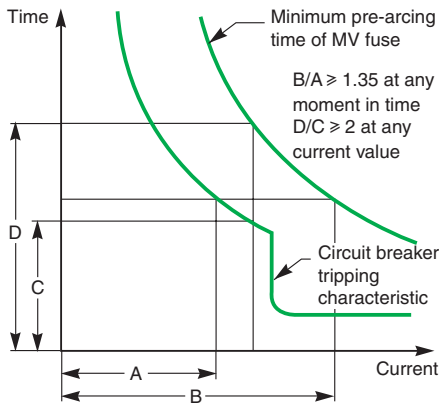 Time
Minimum pre-arcing
time of MV fuse
B/A ⩾ 1.35 at any
moment in time
D/C ⩾ 2 at any
current value
Circuit breaker
tripping
characteristic
D
C
Current
A
B